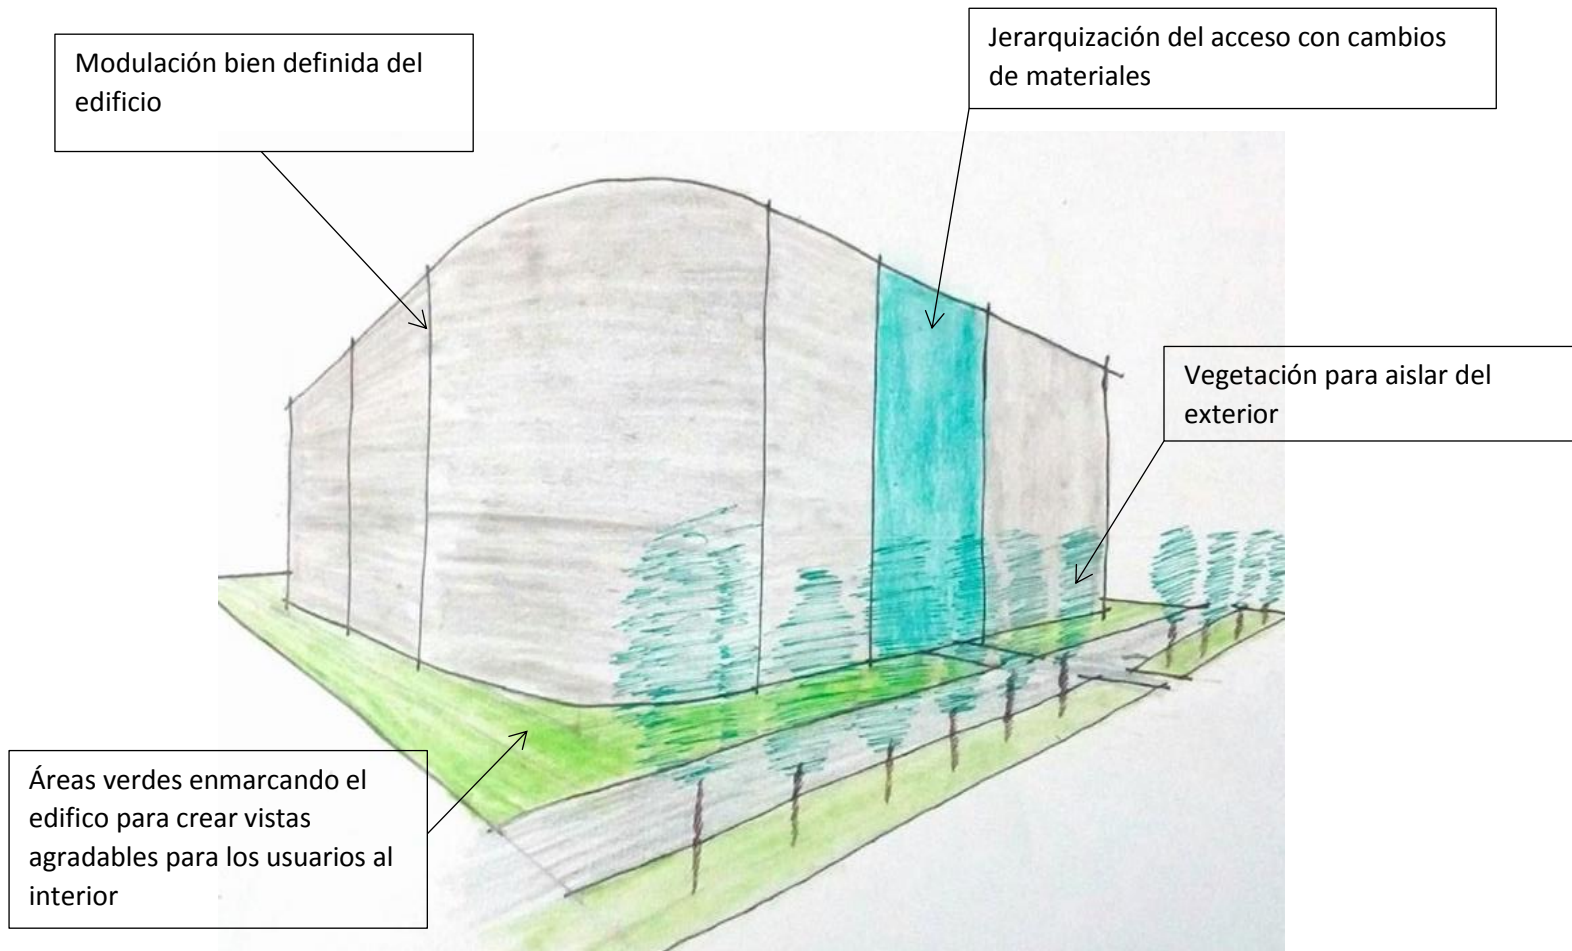 Modulación bien definida del
edificio
Jerarquización del acceso con cambios
de materiales
Vegetación para aislar del
exterior
Áreas verdes enmarcando el
edifico para crear vistas
agradables para los usuarios al
interior